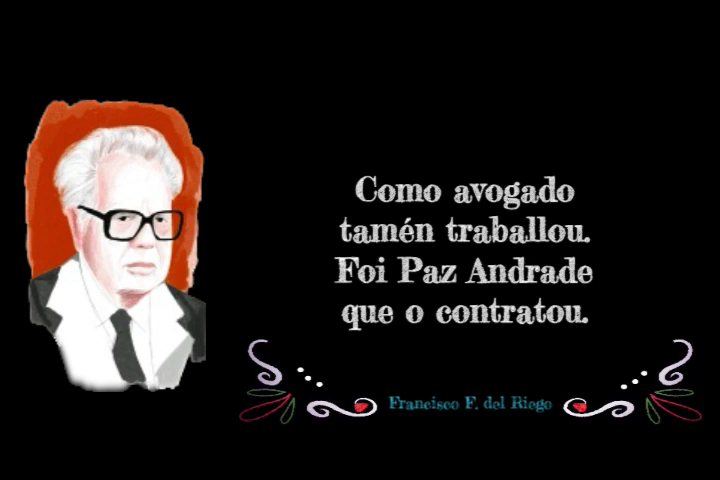 Como avogado
tamén traballou.
Foi Paz Andrade
que o contratou.
Francisco F. del Riego